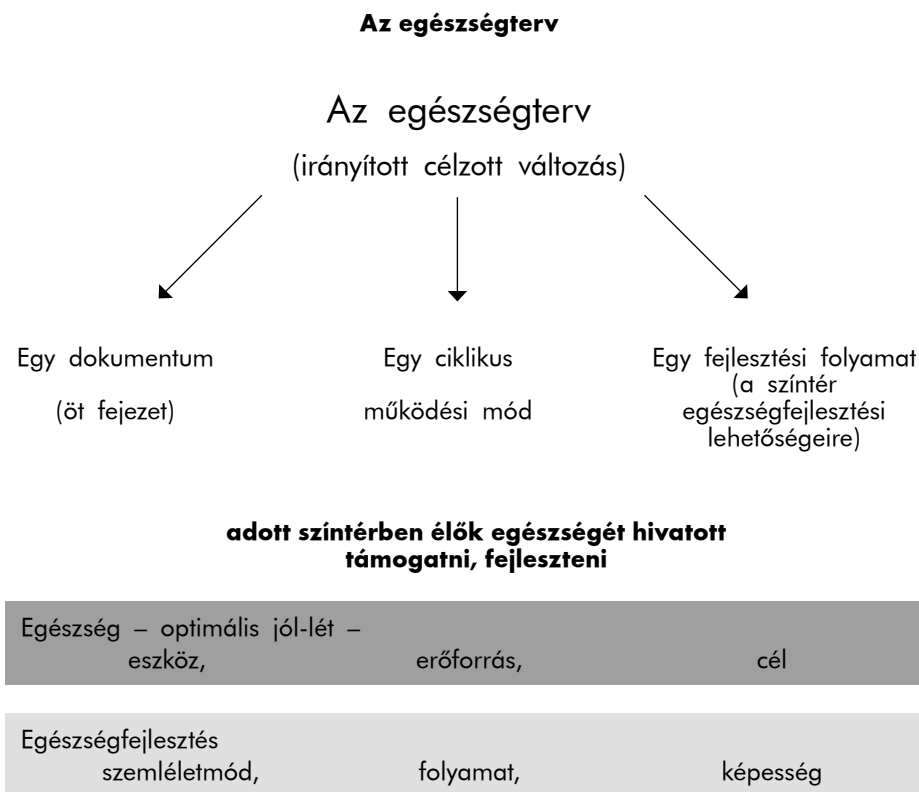 Az egészségterv
Az egészségterv
(irányított célzott változás)
Egy dokumentum
(öt fejezet)
Egy ciklikus
működési mód
Egy fejlesztési folyamat
(a színtér
egészségfejlesztési
lehetőségeire)
adott színtérben élők egészségét hivatott
támogatni, fejleszteni
Egészség – optimális jól-lét –
eszköz, erőforrás, cél
Egészségfejlesztés
szemléletmód, folyamat, képesség